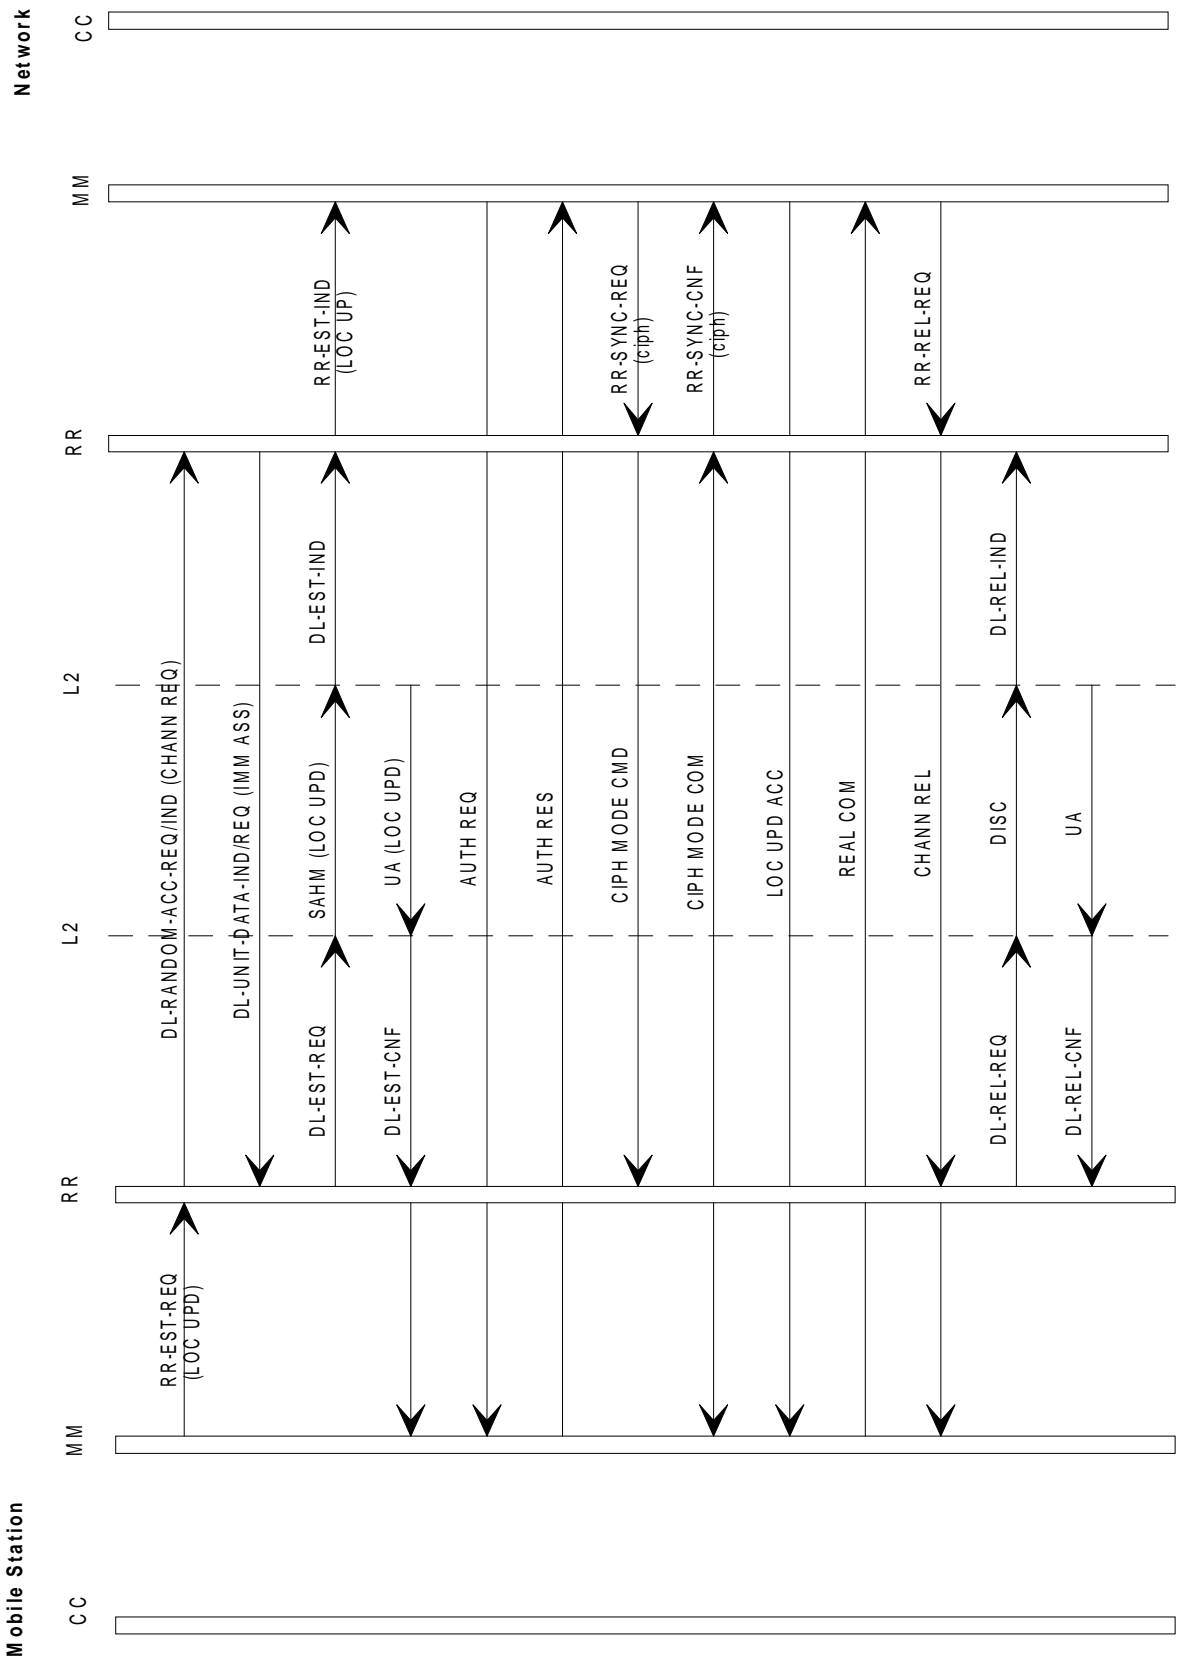 Mobile Station
Network
CC
MM
RR
L2
L2
RR
MM
CC
RR-EST-REQ
(LOC UPD)
DL-RANDOM-ACC-REQ/IND (CHANN REQ)
DL-UNIT-DATA-IND/REQ (IMM ASS)
DL-EST-REQ
SAHM (LOC UPD)
DL-EST-IND
RR-EST-IND
(LOC UP)
DL-EST-CNF
UA (LOC UPD)
AUTH REQ
AUTH RES
CIPH MODE CMD
RR-SYNC-REQ
(ciph)
CIPH MODE COM
RR-SYNC-CNF
(ciph)
LOC UPD ACC
REAL COM
CHANN REL
RR-REL-REQ
DL-REL-REQ
DISC
DL-REL-IND
DL-REL-CNF
UA